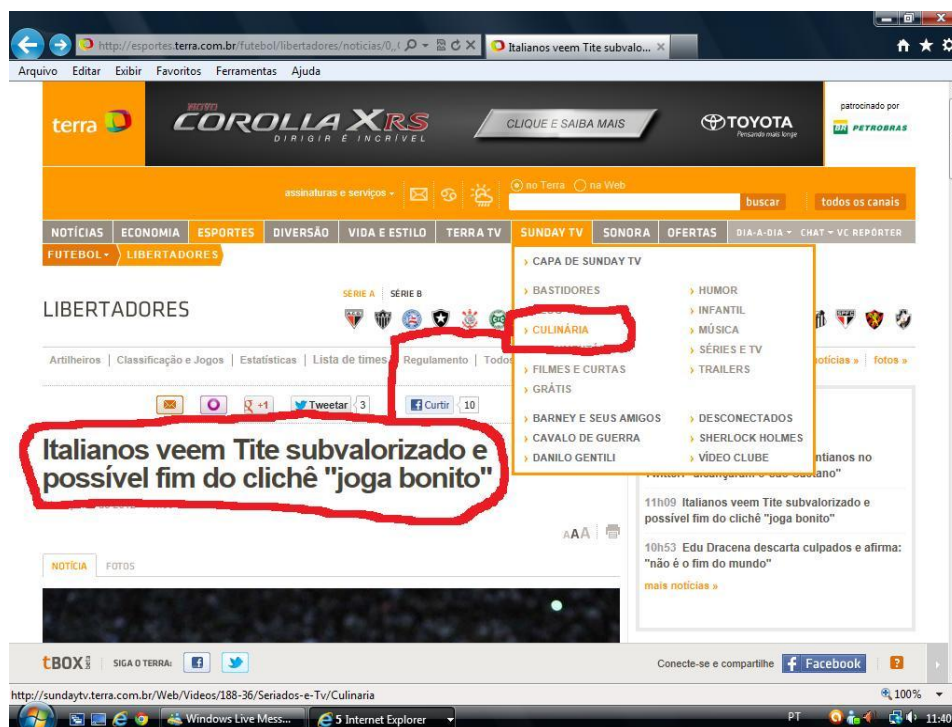 http://esportes.terra.com.br/futebol/libertadores/noticias/0,,
Italianos veem Tite subvalo...
Arquivo Editar Exibir Favoritos Ferramentas Ajuda
terra
NOVO
COROLLA XRS
DIRIGIR É INCRÍVEL
CLIQUE E SAIBA MAIS
TOYOTA
Pensando mais longe
patrocinado por
BR PETROBRAS
assinaturas e serviços
no Terra na Web
buscar todos os canais
NOTÍCIAS ECONOMIA ESPORTES DIVERSÃO VIDA E ESTILO TERRA TV SUNDAY TV SONORA OFERTAS DIA-A-DIA CHAT VC REPÓRTER
FUTEBOL LIBERTADORES
CAPA DE SUNDAY TV
BASTIDORES
CULINÁRIA
FILMES E CURTAS
GRÁTIS
HUMOR
INFANTIL
MÚSICA
SÉRIES E TV
TRAILERS
BARNEY E SEUS AMIGOS
CAVALO DE GUERRA
DANILO GENTILI
DESCONECTADOS
SHERLOCK HOLMES
VÍDEO CLUBE
LIBERTADORES
SÉRIE A SÉRIE B
Artilheiros | Classificação e Jogos | Estatísticas | Lista de times | Regulamento | Todos
notícias » fotos »
+1 Tweetar 3 Curtir 10
Italianos veem Tite subvalorizado e
possível fim do clichê "joga bonito"
AAA
NOTÍCIA FOTOS
ntianos no
11h09 Italianos veem Tite subvalorizado e
possível fim do clichê "joga bonito"
10h53 Edu Dracena descarta culpados e afirma:
"não é o fim do mundo"
mais notícias »
tBOX SIGA O TERRA:
Conecte-se e compartilhe Facebook ?
http://sundaytv.terra.com.br/Web/Videos/188-36/Seriados-e-Tv/Culinaria
100%
Windows Live Mess... 5 Internet Explorer PT 11:40